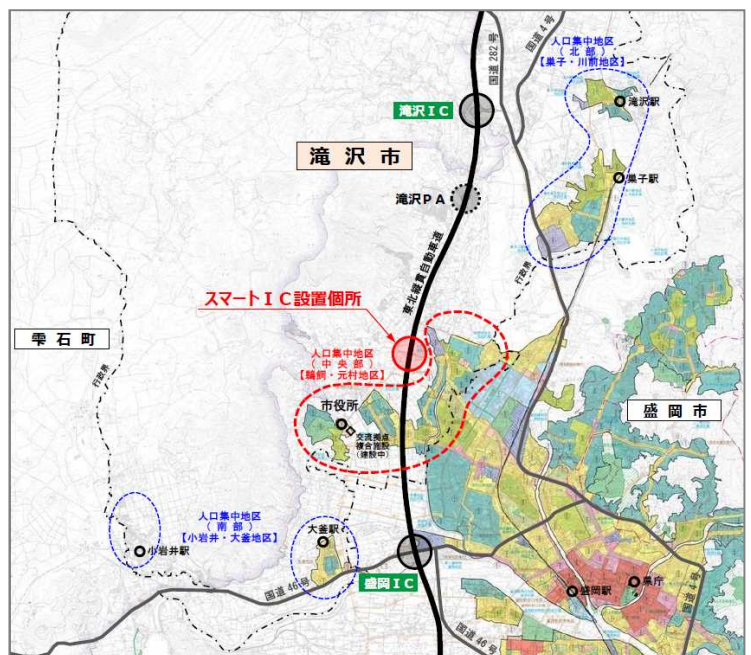 国道282号
国道4号
人口集中地区
（北部）
【巣子・川前地区】
滝沢駅
滝沢ＩＣ
滝沢市
巣子駅
滝沢ＰＡ
行政界
東北縦貫自動車道
スマートＩＣ設置個所
雫石町
人口集中地区
（中央部）
【鵜飼・元村地区】
行政界
市役所
交流拠点
複合施設
（建設中）
盛岡市
人口集中地区
（南部）
【小岩井・大釜地区】
大釜駅
小岩井駅
盛岡ＩＣ
国道46号
県庁
盛岡駅
国道4号
国道46号